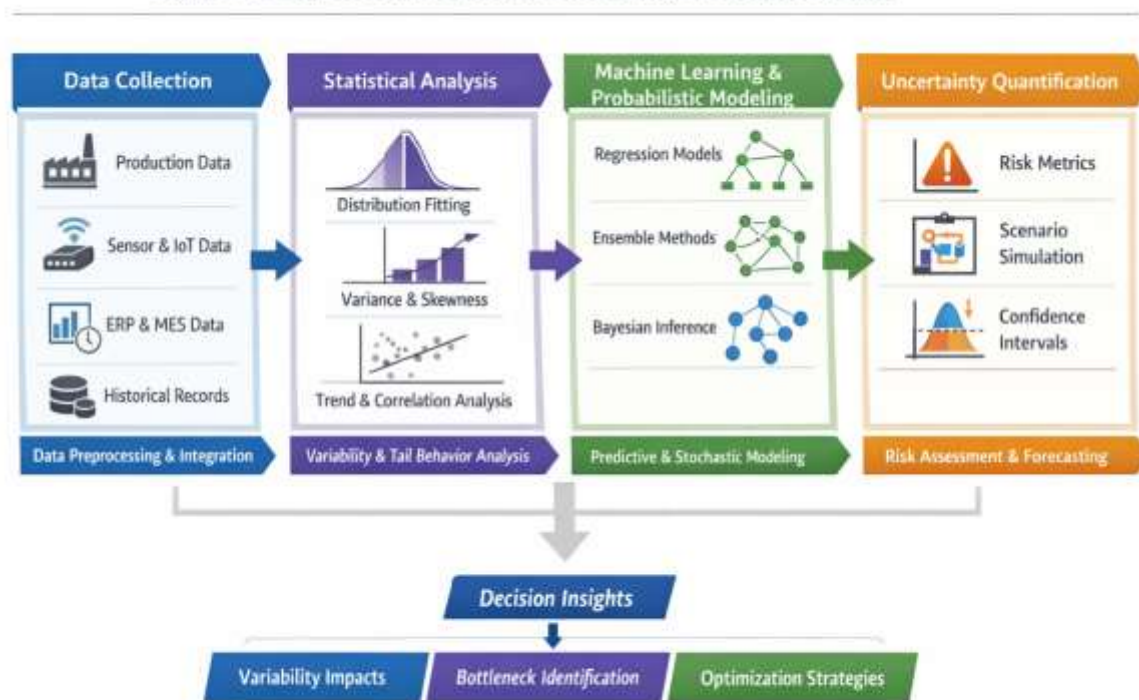 Data Collection
Production Data
Sensor & IoT Data
ERP & MES Data
Historical Records
Data Preprocessing & Integration
Statistical Analysis
Distribution Fitting
Variance & Skewness
Trend & Correlation Analysis
Variability & Tail Behavior Analysis
Machine Learning &
Probabilistic Modeling
Regression Models
Ensemble Methods
Bayesian Inference
Predictive & Stochastic Modeling
Uncertainty Quantification
Risk Metrics
Scenario
Simulation
Confidence
Intervals
Risk Assessment & Forecasting
Decision Insights
Variability Impacts
Bottleneck Identification
Optimization Strategies